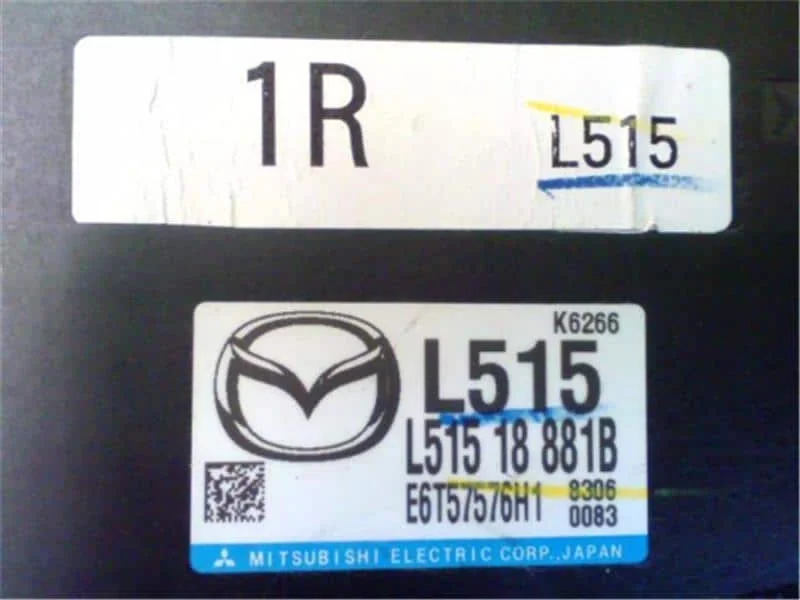 1R L515
K6266
L515
L515 18 881B
E6T57576H1 8306
0083
MITSUBISHI ELECTRIC CORP.,JAPAN